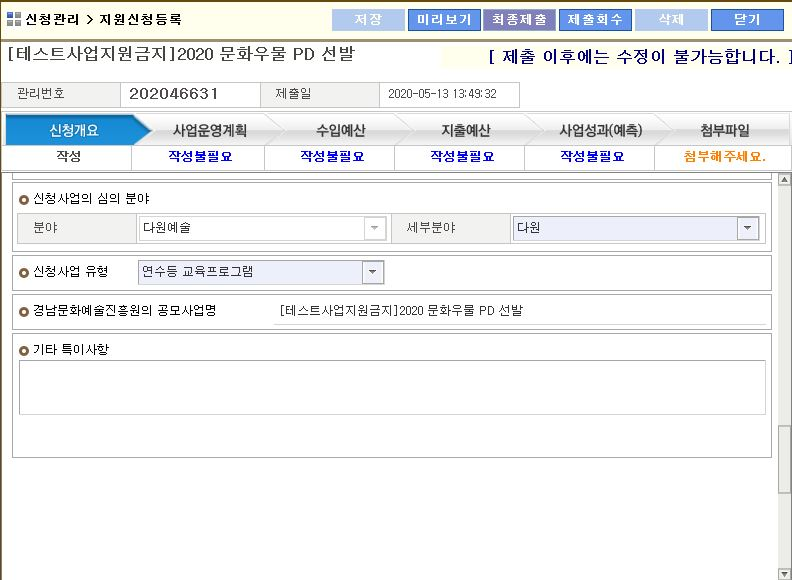 신청관리 > 지원신청등록
저장 미리보기 최종제출 제출회수 삭제 닫기
[테스트사업지원금지]2020 문화우물 PD 선발
[ 제출 이후에는 수정이 불가능합니다. ]
관리번호 202046631 제출일 2020-05-13 13:49:32
신청개요 사업운영계획 수입예산 지출예산 사업성과(예측) 첨부파일
작성 작성불필요 작성불필요 작성불필요 작성불필요 첨부해주세요.
신청사업의 심의 분야
분야 다원예술 세부분야 다원
신청사업 유형 연수등 교육프로그램
경남문화예술진흥원의 공모사업명 [테스트사업지원금지]2020 문화우물 PD 선발
기타 특이사항